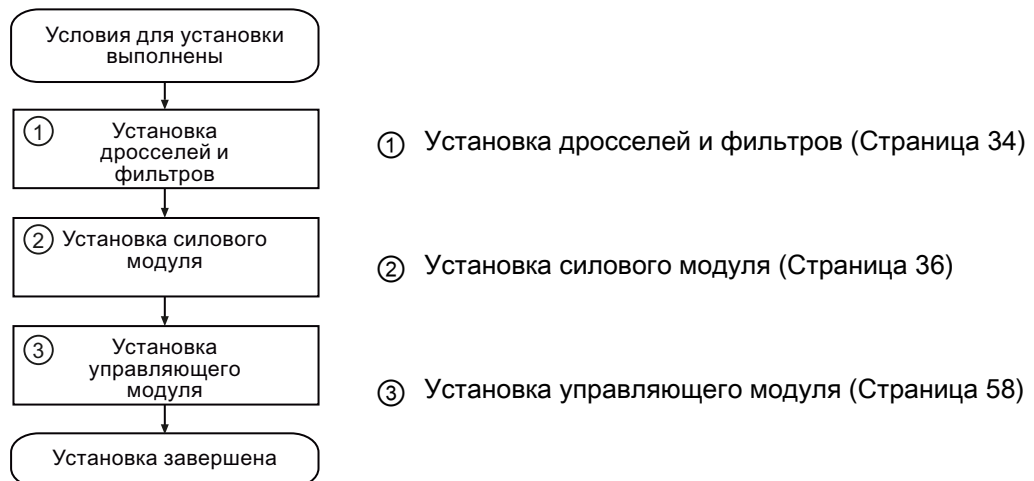 Условия для установки
выполнены
① Установка
дросселей и
фильтров
① Установка дросселей и фильтров (Страница 34)
② Установка силового
модуля
② Установка силового модуля (Страница 36)
③ Установка
управляющего
модуля
③ Установка управляющего модуля (Страница 58)
Установка завершена